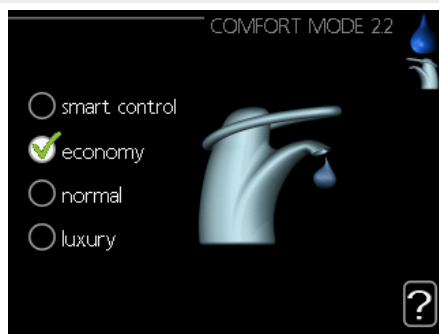 COMFORT MODE 2.2
smart control
economy
normal
luxury
?